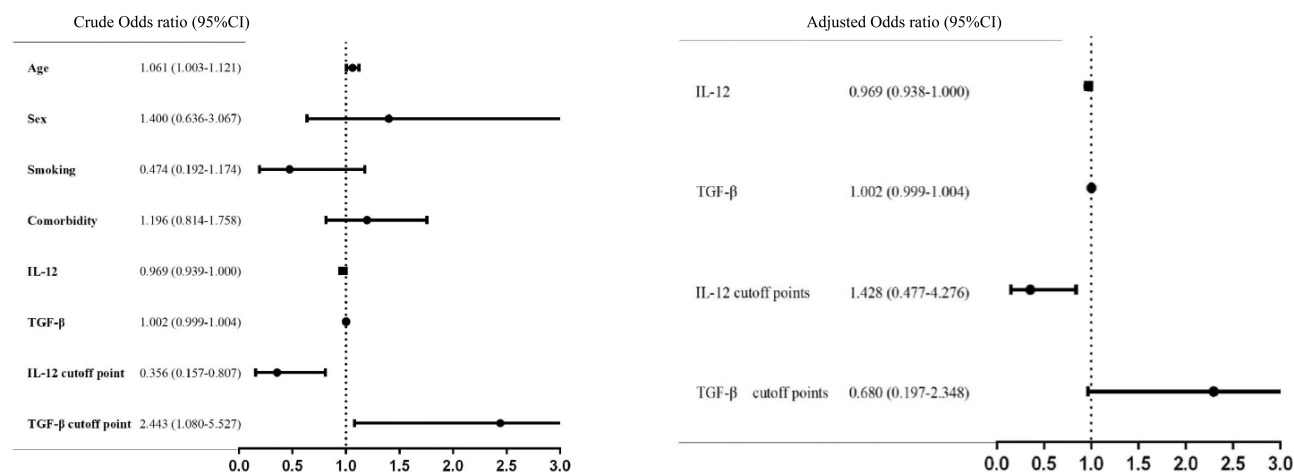 Crude Odds ratio (95%CI)
Age 1.061 (1.003-1.121)
Sex 1.400 (0.636-3.067)
Smoking 0.474 (0.192-1.174)
Comorbidity 1.196 (0.814-1.758)
IL-12 0.969 (0.939-1.000)
TGF-β 1.002 (0.999-1.004)
IL-12 cutoff point 0.356 (0.157-0.807)
TGF-β cutoff point 2.443 (1.080-5.527)
0.0 0.5 1.0 1.5 2.0 2.5 3.0
Adjusted Odds ratio (95%CI)
IL-12 0.969 (0.938-1.000)
TGF-β 1.002 (0.999-1.004)
IL-12 cutoff points 1.428 (0.477-4.276)
TGF-β cutoff points 0.680 (0.197-2.348)
0.0 0.5 1.0 1.5 2.0 2.5 3.0